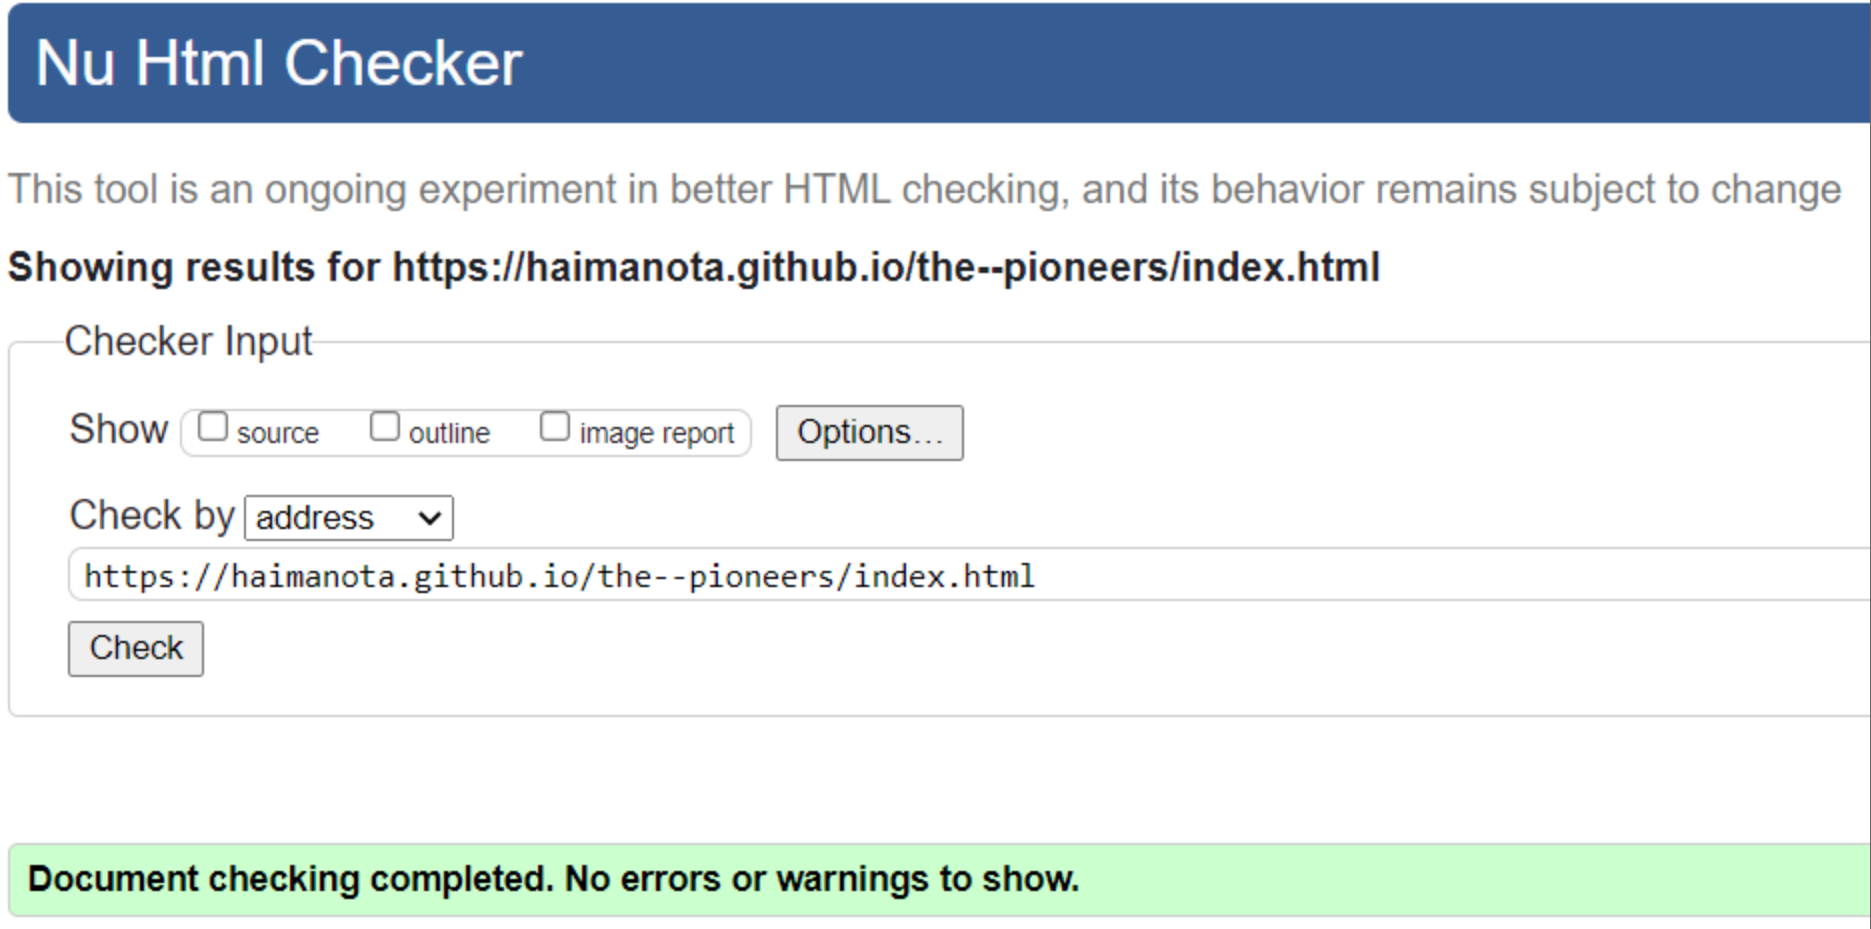 Nu Html Checker
This tool is an ongoing experiment in better HTML checking, and its behavior remains subject to change
Showing results for https://haimanota.github.io/the--pioneers/index.html
Checker Input
Show source outline image report Options...
Check by address
https://haimanota.github.io/the--pioneers/index.html
Check
Document checking completed. No errors or warnings to show.